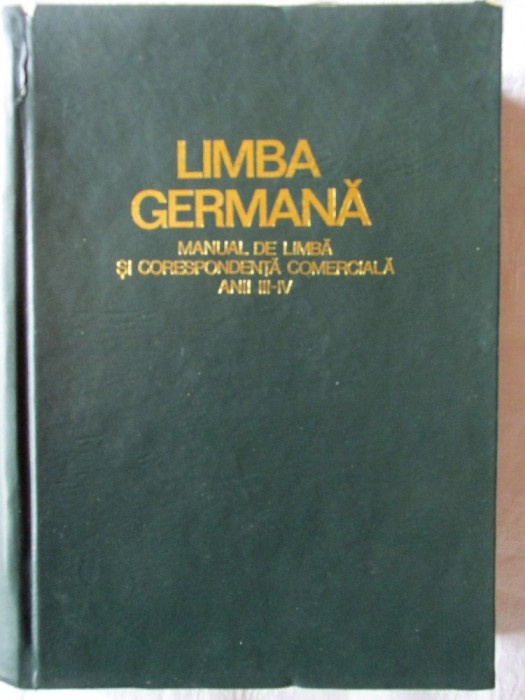 LIMBA
GERMANĂ
MANUAL DE LIMBĂ
ȘI CORESPONDENȚĂ COMERCIALĂ
ANII III-IV